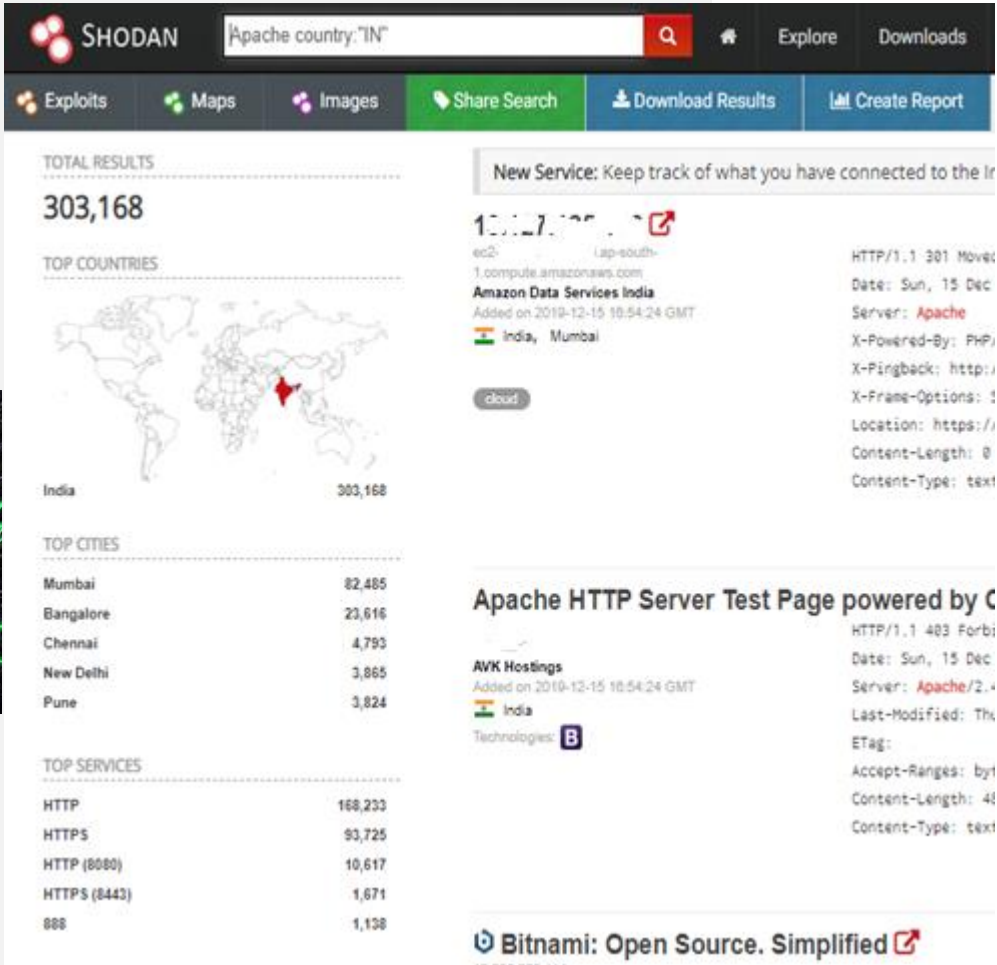 SHODAN
Apache country:"IN"
Explore
Downloads
Exploits
Maps
Images
Share Search
Download Results
Create Report
TOTAL RESULTS
303,168
TOP COUNTRIES
India 303,168
TOP CITIES
Mumbai 82,485
Bangalore 23,616
Chennai 4,793
New Delhi 3,865
Pune 3,824
TOP SERVICES
HTTP 168,233
HTTPS 93,725
HTTP (8080) 10,617
HTTPS (8443) 1,671
888 1,138
New Service: Keep track of what you have connected to the
ec2- .ap-south-
1.compute.amazonaws.com
Amazon Data Services India
Added on 2019-12-15 16:54:24 GMT
India, Mumbai
cloud
HTTP/1.1 301 Moved
Date: Sun, 15 Dec
Server: Apache
X-Powered-By: PHP/
X-Pingback: http:/
X-Frame-Options:
Location: https:/
Content-Length: 0
Content-Type: text
Apache HTTP Server Test Page powered by
AVK Hostings
Added on 2019-12-15 16:54:24 GMT
India
Technologies: B
HTTP/1.1 403 Forbi
Date: Sun, 15 Dec
Server: Apache/2.4
Last-Modified: Thu
ETag:
Accept-Ranges: byt
Content-Length: 48
Content-Type: text
Bitnami: Open Source. Simplified